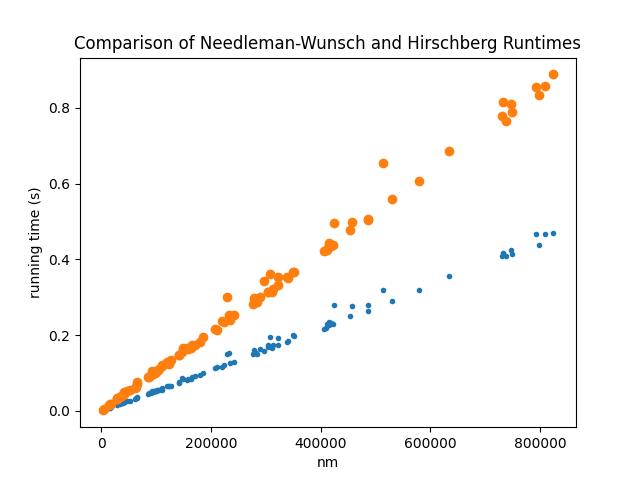 Comparison of Needleman-Wunsch and Hirschberg Runtimes
running time (s)
0.8
0.6
0.4
0.2
0.0
0 200000 400000 600000 800000
nm